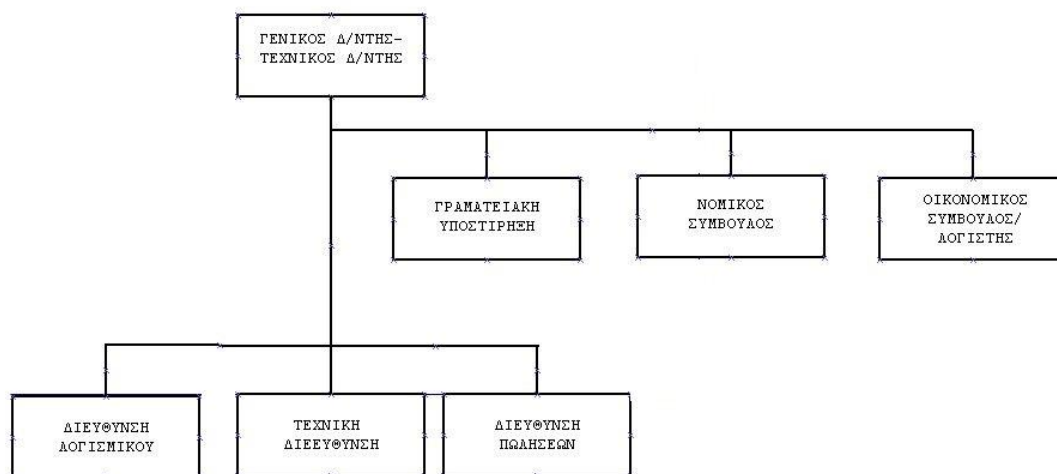 ΓΕΝΙΚΟΣ Δ/ΝΤΗΣ-
ΤΕΧΝΙΚΟΣ Δ/ΝΤΗΣ
ΓΡΑΜΑΤΕΙΑΚΗ
ΥΠΟΣΤΙΡΗΞΗ
ΝΟΜΙΚΟΣ
ΣΥΜΒΟΥΛΟΣ
ΟΙΚΟΝΟΜΙΚΟΣ
ΣΥΜΒΟΥΛΟΣ/
ΛΟΓΙΣΤΗΣ
ΔΙΕΥΘΥΝΣΗ
ΛΟΓΙΣΜΙΚΟΥ
ΤΕΧΝΙΚΗ
ΔΙΕΕΥΘΥΝΣΗ
ΔΙΕΥΘΥΝΣΗ
ΠΩΛΗΣΕΩΝ